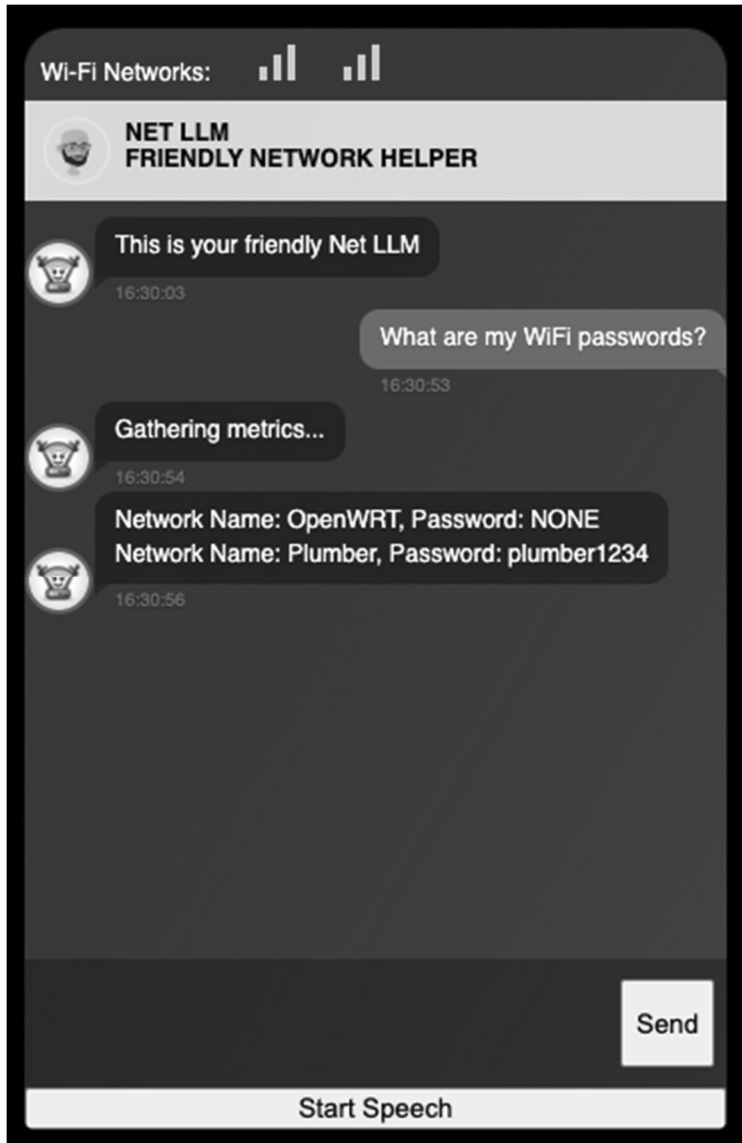 Wi-Fi Networks:
NET LLM
FRIENDLY NETWORK HELPER
This is your friendly Net LLM
16:30:03
What are my WiFi passwords?
16:30:53
Gathering metrics...
16:30:54
Network Name: OpenWRT, Password: NONE
Network Name: Plumber, Password: plumber1234
16:30:56
Send
Start Speech